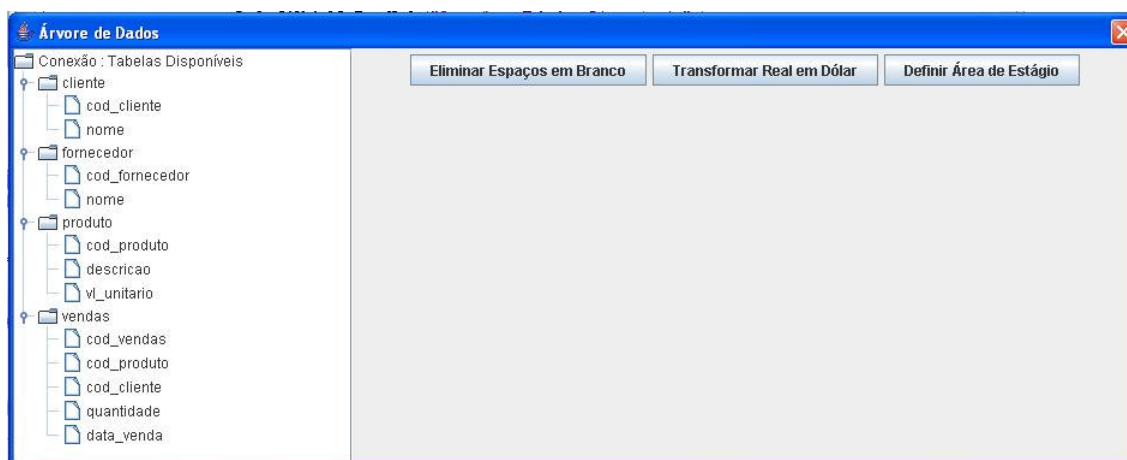 Árvore de Dados
Conexão : Tabelas Disponíveis
cliente
cod_cliente
nome
fornecedor
cod_fornecedor
nome
produto
cod_produto
descricao
vl_unitario
vendas
cod_vendas
cod_produto
cod_cliente
quantidade
data_venda
Eliminar Espaços em Branco
Transformar Real em Dólar
Definir Área de Estágio